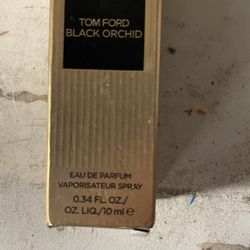 TOM FORD
BLACK ORCHID
EAU DE PARFUM
VAPORISATEUR SPRAY
0.34 FL. OZ./
OZ. LIQ./10 ml ℮